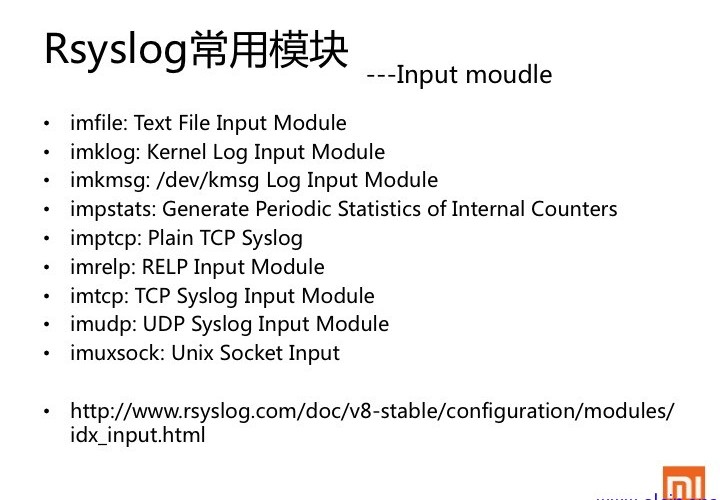 Rsyslog常用模块
---Input moudle
• imfile: Text File Input Module
• imklog: Kernel Log Input Module
• imkmsg: /dev/kmsg Log Input Module
• impstats: Generate Periodic Statistics of Internal Counters
• imptcp: Plain TCP Syslog
• imrelp: RELP Input Module
• imtcp: TCP Syslog Input Module
• imudp: UDP Syslog Input Module
• imuxsock: Unix Socket Input
• http://www.rsyslog.com/doc/v8-stable/configuration/modules/
idx_input.html